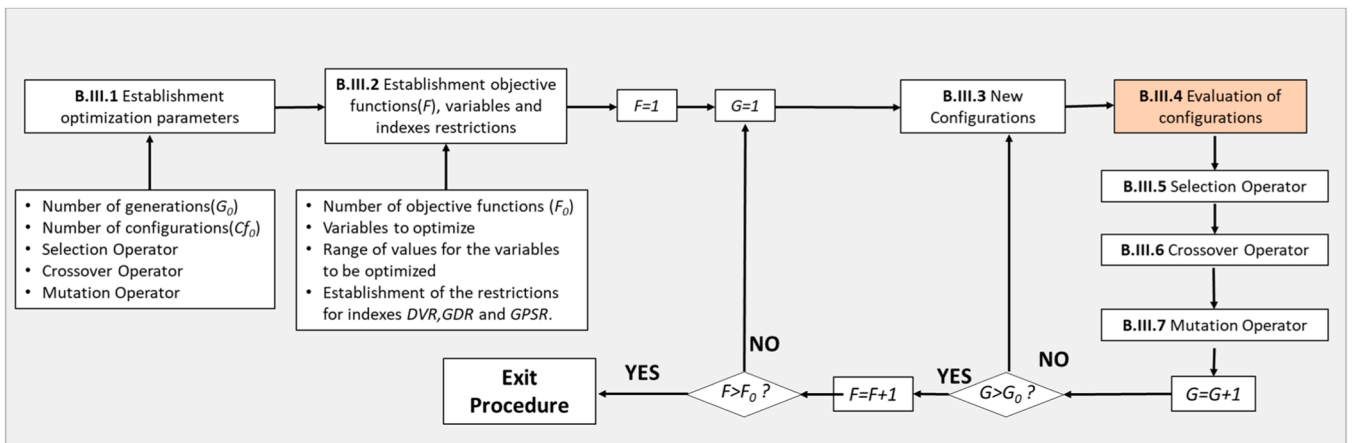 B.III.1 Establishment
optimization parameters
B.III.2 Establishment objective
functions(F), variables and
indexes restrictions
F=1
G=1
B.III.3 New
Configurations
B.III.4 Evaluation of
configurations
• Number of generations(G₀)
• Number of configurations(Cf₀)
• Selection Operator
• Crossover Operator
• Mutation Operator
• Number of objective functions (F₀)
• Variables to optimize
• Range of values for the variables
to be optimized
• Establishment of the restrictions
for indexes DVR,GDR and GPSR.
B.III.5 Selection Operator
B.III.6 Crossover Operator
B.III.7 Mutation Operator
G=G+1
NO
G>G₀ ?
YES
F=F+1
NO
F>F₀ ?
YES
Exit
Procedure